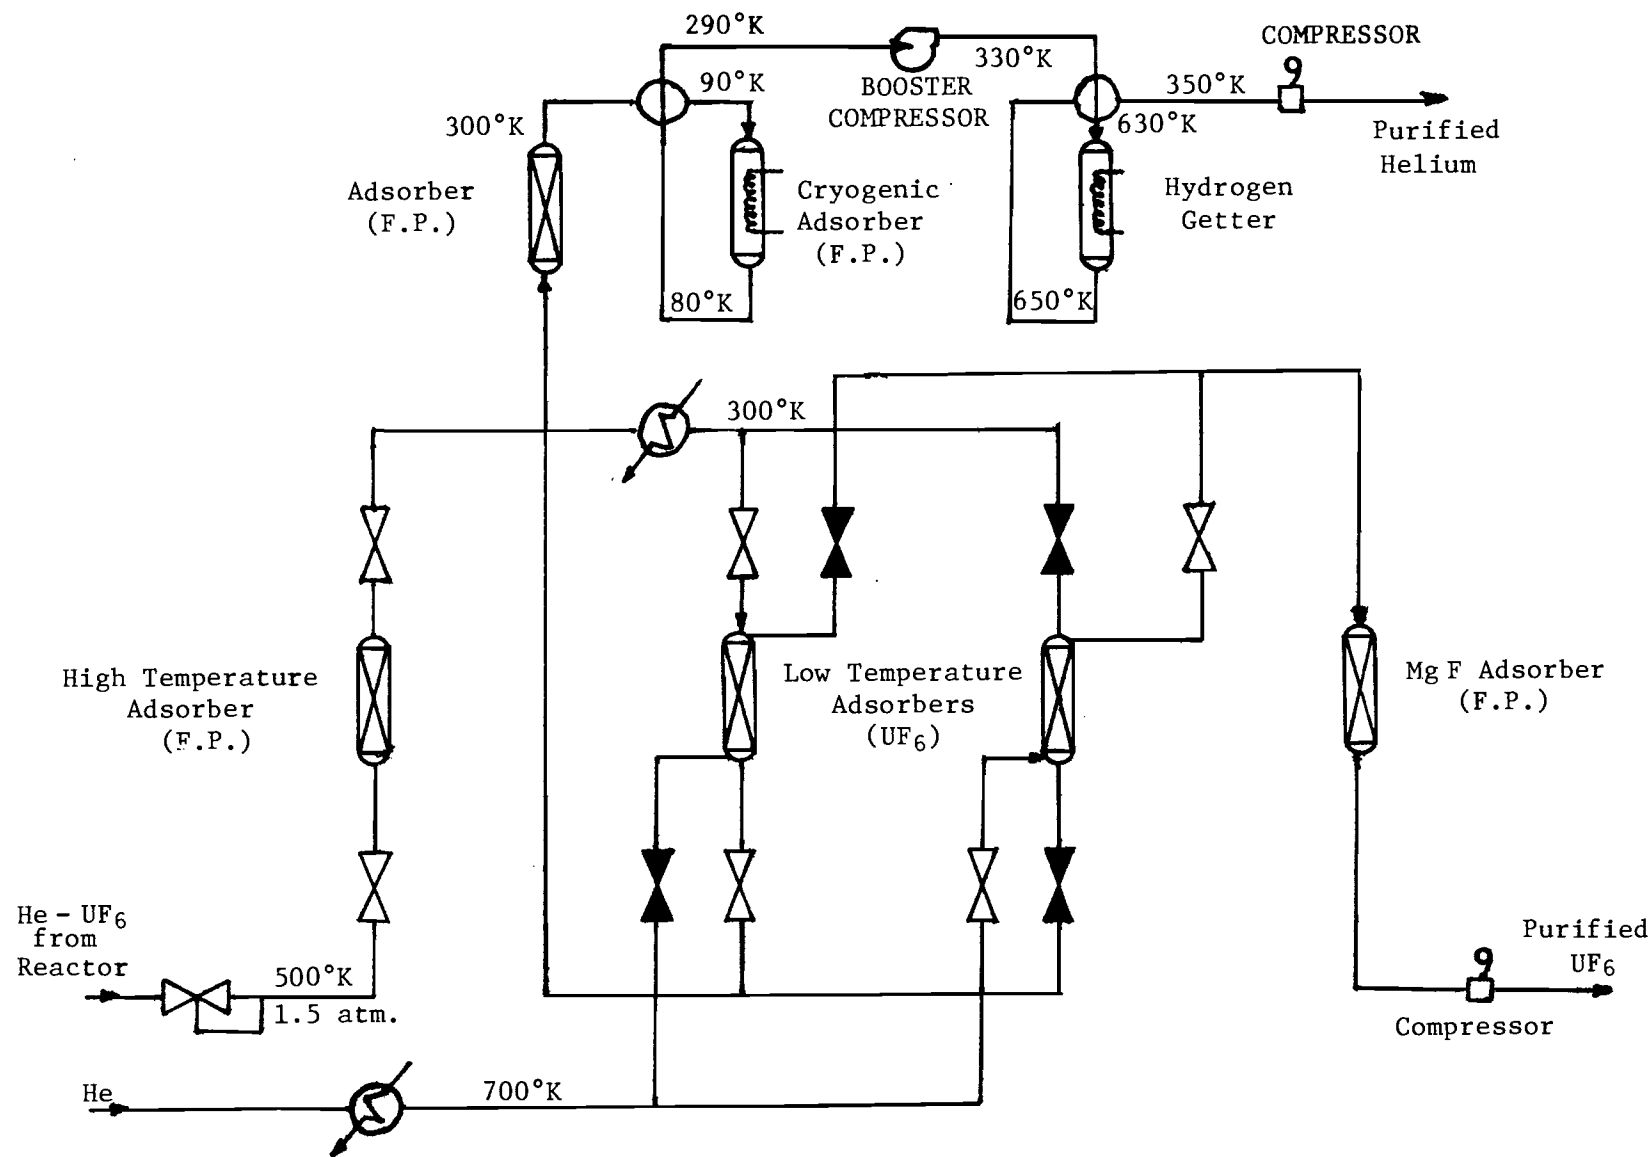 290°K
COMPRESSOR
330°K
90°K
350°K
BOOSTER
COMPRESSOR
630°K
300°K
Purified
Helium
Adsorber
(F.P.)
Cryogenic
Adsorber
(F.P.)
Hydrogen
Getter
80°K
650°K
300°K
High Temperature
Adsorber
(F.P.)
Low Temperature
Adsorbers
(UF6)
Mg F Adsorber
(F.P.)
He - UF6
from
Reactor
500°K
1.5 atm.
Purified
UF6
Compressor
He
700°K